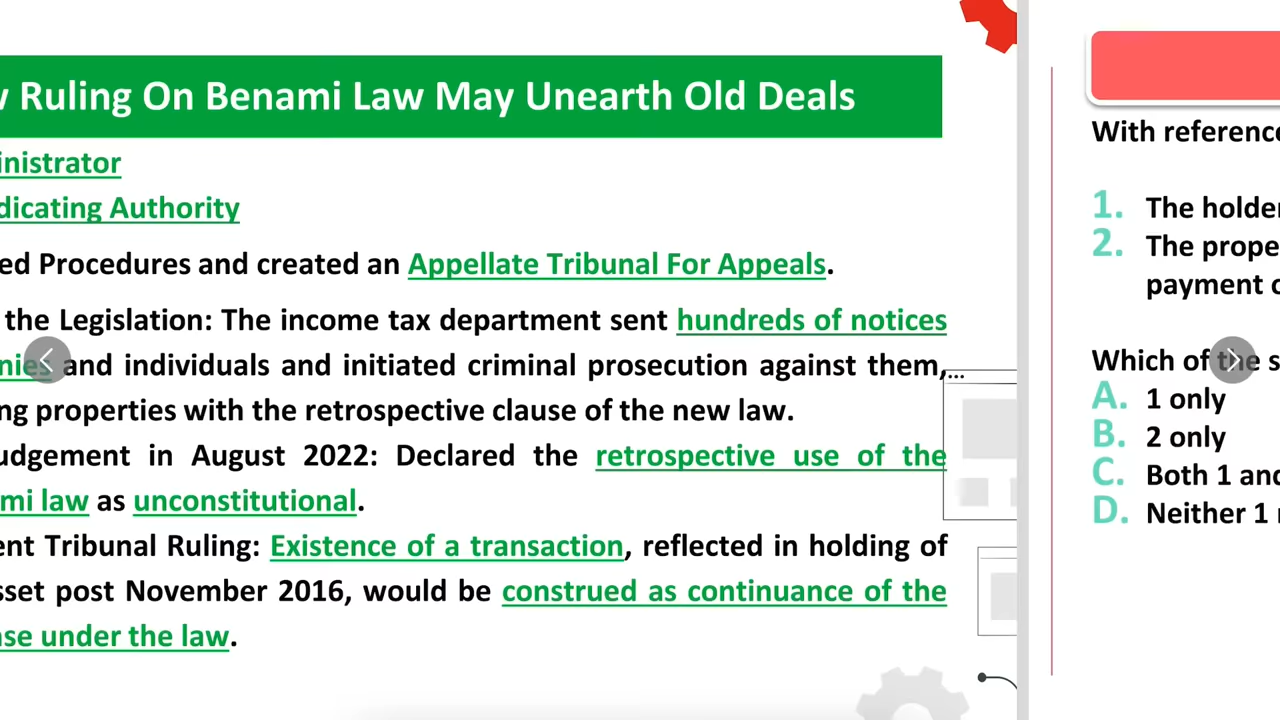 Ruling On Benami Law May Unearth Old Deals
inistrator
dicating Authority
ed Procedures and created an Appellate Tribunal For Appeals.
the Legislation: The income tax department sent hundreds of notices
nies and individuals and initiated criminal prosecution against them,...
ng properties with the retrospective clause of the new law.
udgement in August 2022: Declared the retrospective use of the
mi law as unconstitutional.
ent Tribunal Ruling: Existence of a transaction, reflected in holding of
sset post November 2016, would be construed as continuance of the
se under the law.
With reference
1. The holder
2. The prope
payment o
Which of the s
A. 1 only
B. 2 only
C. Both 1 and
D. Neither 1